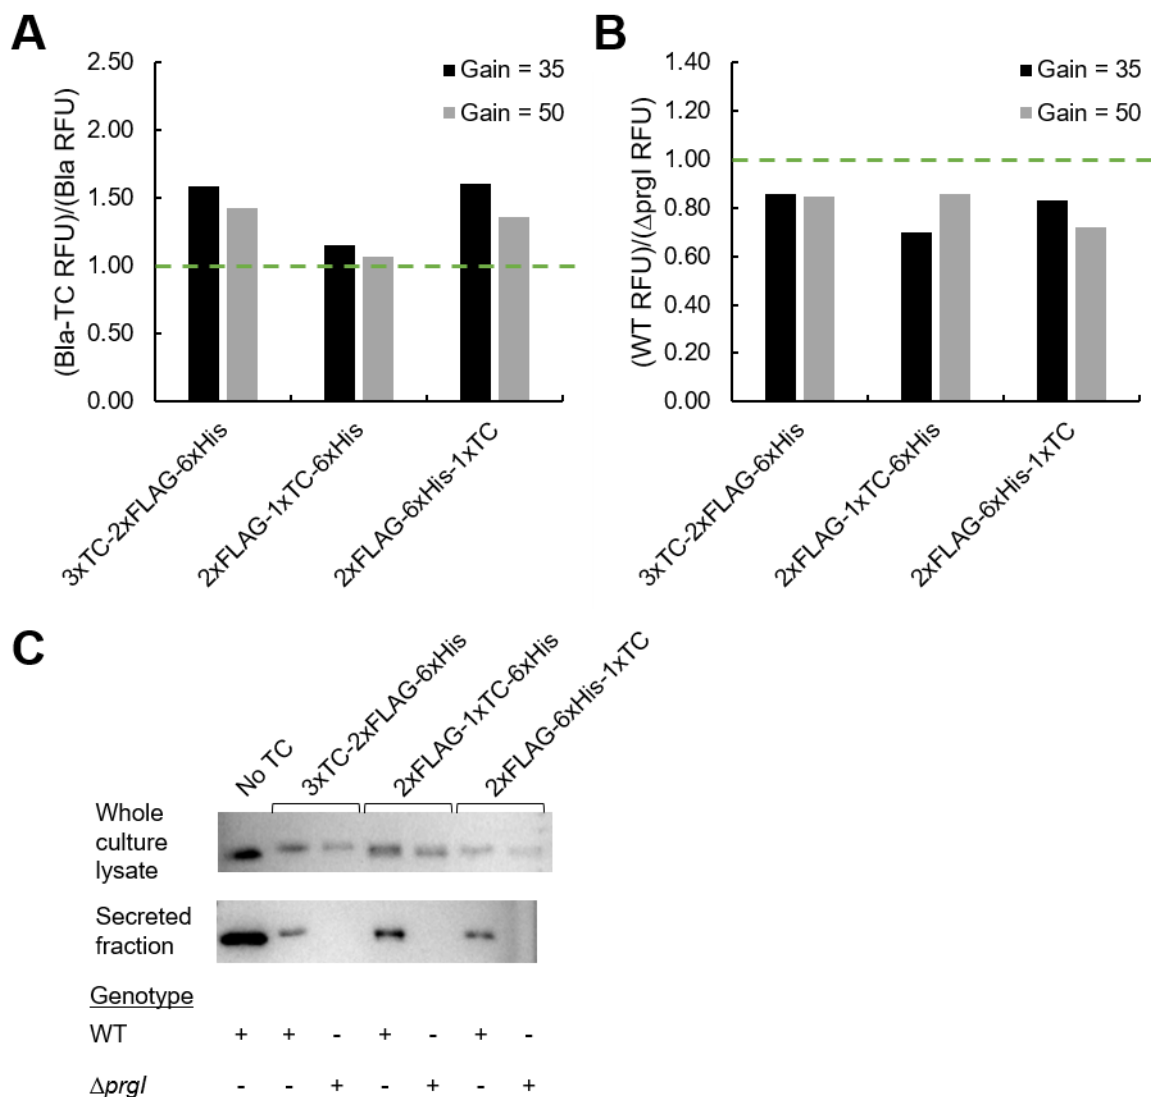 A
2.50
2.00
1.50
1.00
0.50
0.00
(Bla-TC RFU)/(Bla RFU)
Gain = 35
Gain = 50
3xTC-2xFLAG-6xHis
2xFLAG-1xTC-6xHis
2xFLAG-6xHis-1xTC
B
1.40
1.20
1.00
0.80
0.60
0.40
0.20
0.00
(WT RFU)/(ΔprgI RFU)
Gain = 35
Gain = 50
3xTC-2xFLAG-6xHis
2xFLAG-1xTC-6xHis
2xFLAG-6xHis-1xTC
C
No TC
3xTC-2xFLAG-6xHis
2xFLAG-1xTC-6xHis
2xFLAG-6xHis-1xTC
Whole
culture
lysate
Secreted
fraction
Genotype
WT + + - + - + -
ΔprgI - - + - + - +